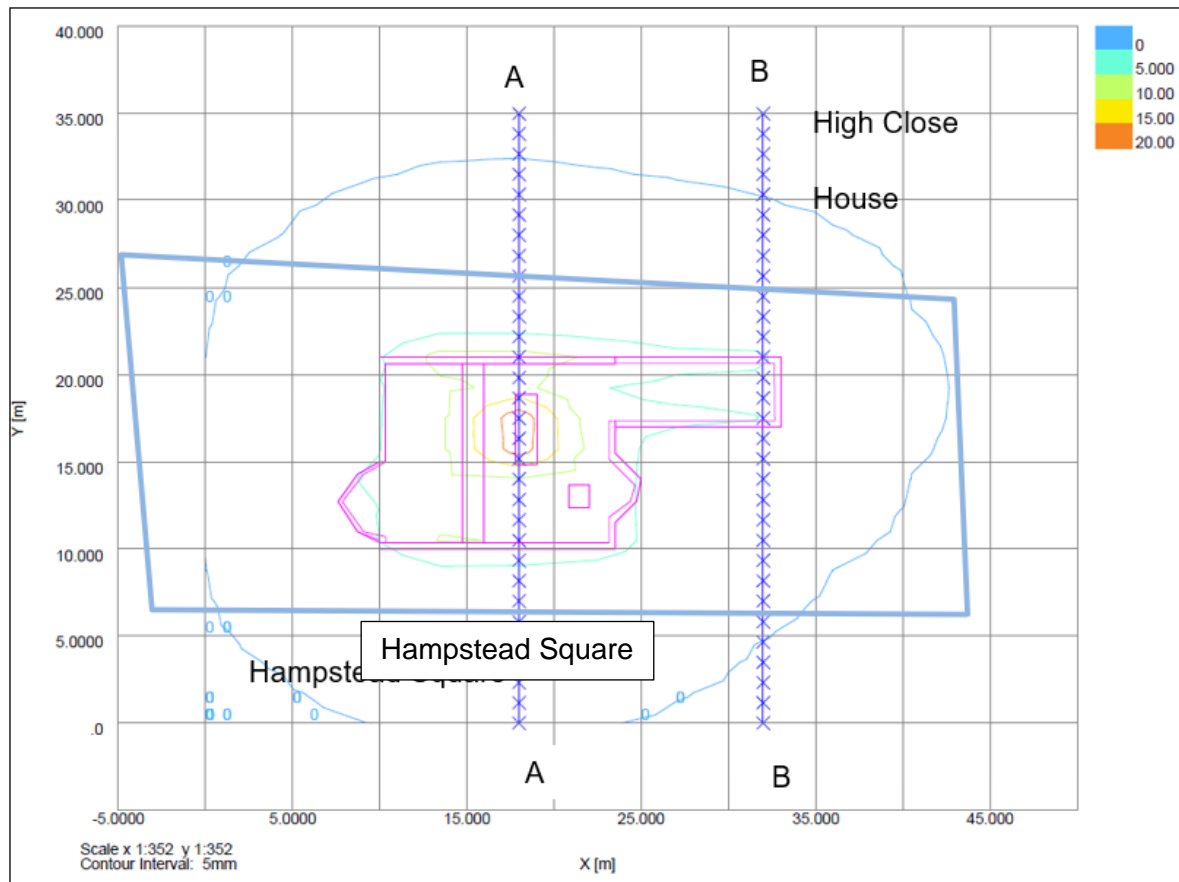 40.000
A
B
0
5.000
10.00
15.00
20.00
35.000
High Close
30.000
House
0
25.000
0 0
20.000
Y [m]
15.000
10.000
0 0
5.0000
Hampstead Square
Hampstead Square
0 0 0
0 0 0 0
.0
A
B
-5.0000 5.0000 15.000 25.000 35.000 45.000
Scale x 1:352 y 1:352
Contour Interval: 5mm
X [m]